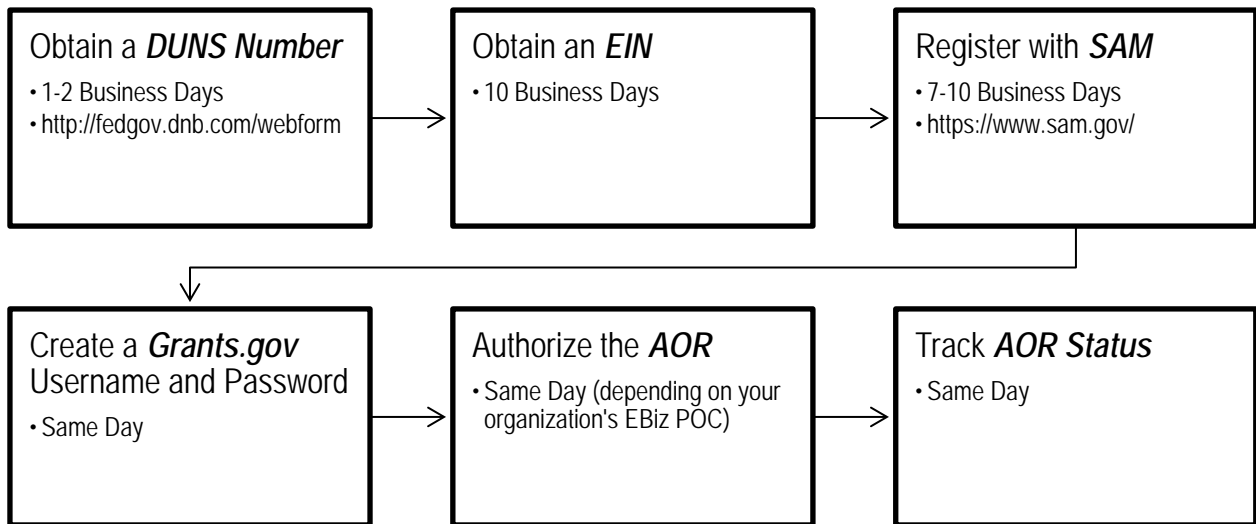 Obtain a DUNS Number
• 1-2 Business Days
• http://fedgov.dnb.com/webform
Obtain an EIN
• 10 Business Days
Register with SAM
• 7-10 Business Days
• https://www.sam.gov/
Create a Grants.gov
Username and Password
• Same Day
Authorize the AOR
• Same Day (depending on your
organization's EBiz POC)
Track AOR Status
• Same Day